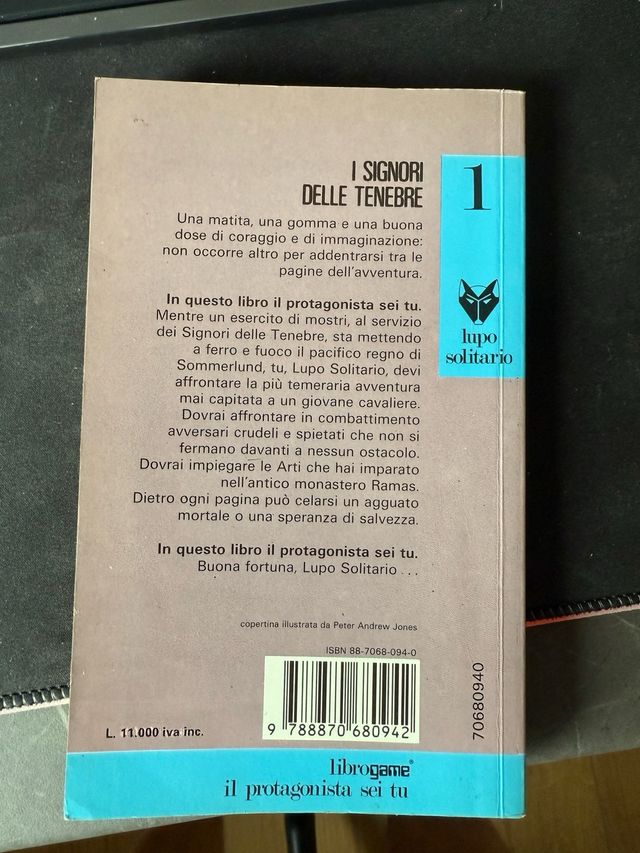 I SIGNORI
DELLE TENEBRE
Una matita, una gomma e una buona
dose di coraggio e di immaginazione:
non occorre altro per addentrarsi tra le
pagine dell'avventura.
In questo libro il protagonista sei tu.
Mentre un esercito di mostri, al servizio
dei Signori delle Tenebre, sta mettendo
a ferro e fuoco il pacifico regno di
Sommerlund, tu, Lupo Solitario, devi
affrontare la più temeraria avventura
mai capitata a un giovane cavaliere.
Dovrai affrontare in combattimento
avversari crudeli e spietati che non si
fermano davanti a nessun ostacolo.
Dovrai impiegare le Arti che hai imparato
nell'antico monastero Ramas.
Dietro ogni pagina può celarsi un agguato
mortale o una speranza di salvezza.
In questo libro il protagonista sei tu.
Buona fortuna, Lupo Solitario ...
1
lupo
solitario
copertina illustrata da Peter Andrew Jones
ISBN 88-7068-094-0
9 788870 680942
70680940
L. 11.000 iva inc.
librogame®
il protagonista sei tu